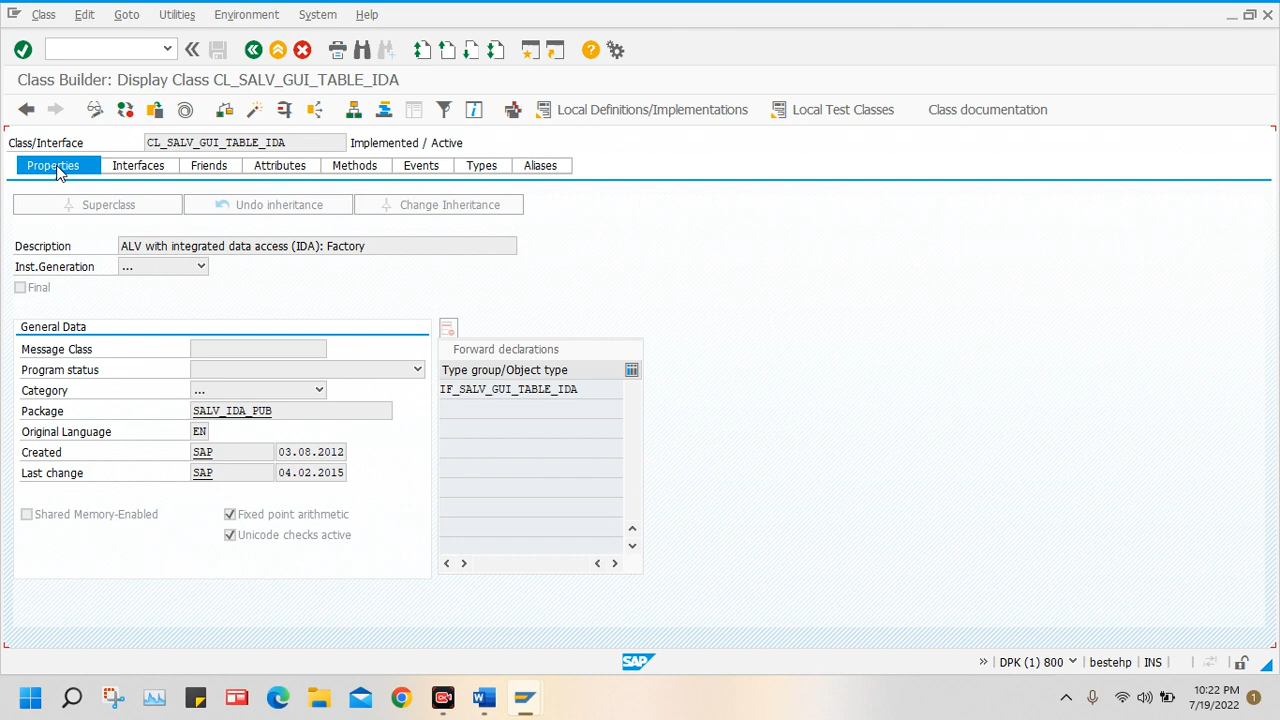 Class Edit Goto Utilities Environment System Help
Class Builder: Display Class CL_SALV_GUI_TABLE_IDA
Local Definitions/Implementations Local Test Classes Class documentation
Class/Interface CL_SALV_GUI_TABLE_IDA Implemented / Active
Properties Interfaces Friends Attributes Methods Events Types Aliases
Superclass Undo inheritance Change Inheritance
Description ALV with integrated data access (IDA): Factory
Inst.Generation ...
Final
General Data
Forward declarations
Message Class
Program status Type group/Object type
Category ... IF_SALV_GUI_TABLE_IDA
Package SALV_IDA_PUB
Original Language EN
Created SAP 03.08.2012
Last change SAP 04.02.2015
Shared Memory-Enabled Fixed point arithmetic
Unicode checks active
SAP DPK (1) 800 bestehp INS
10:22 PM
7/19/2022
1